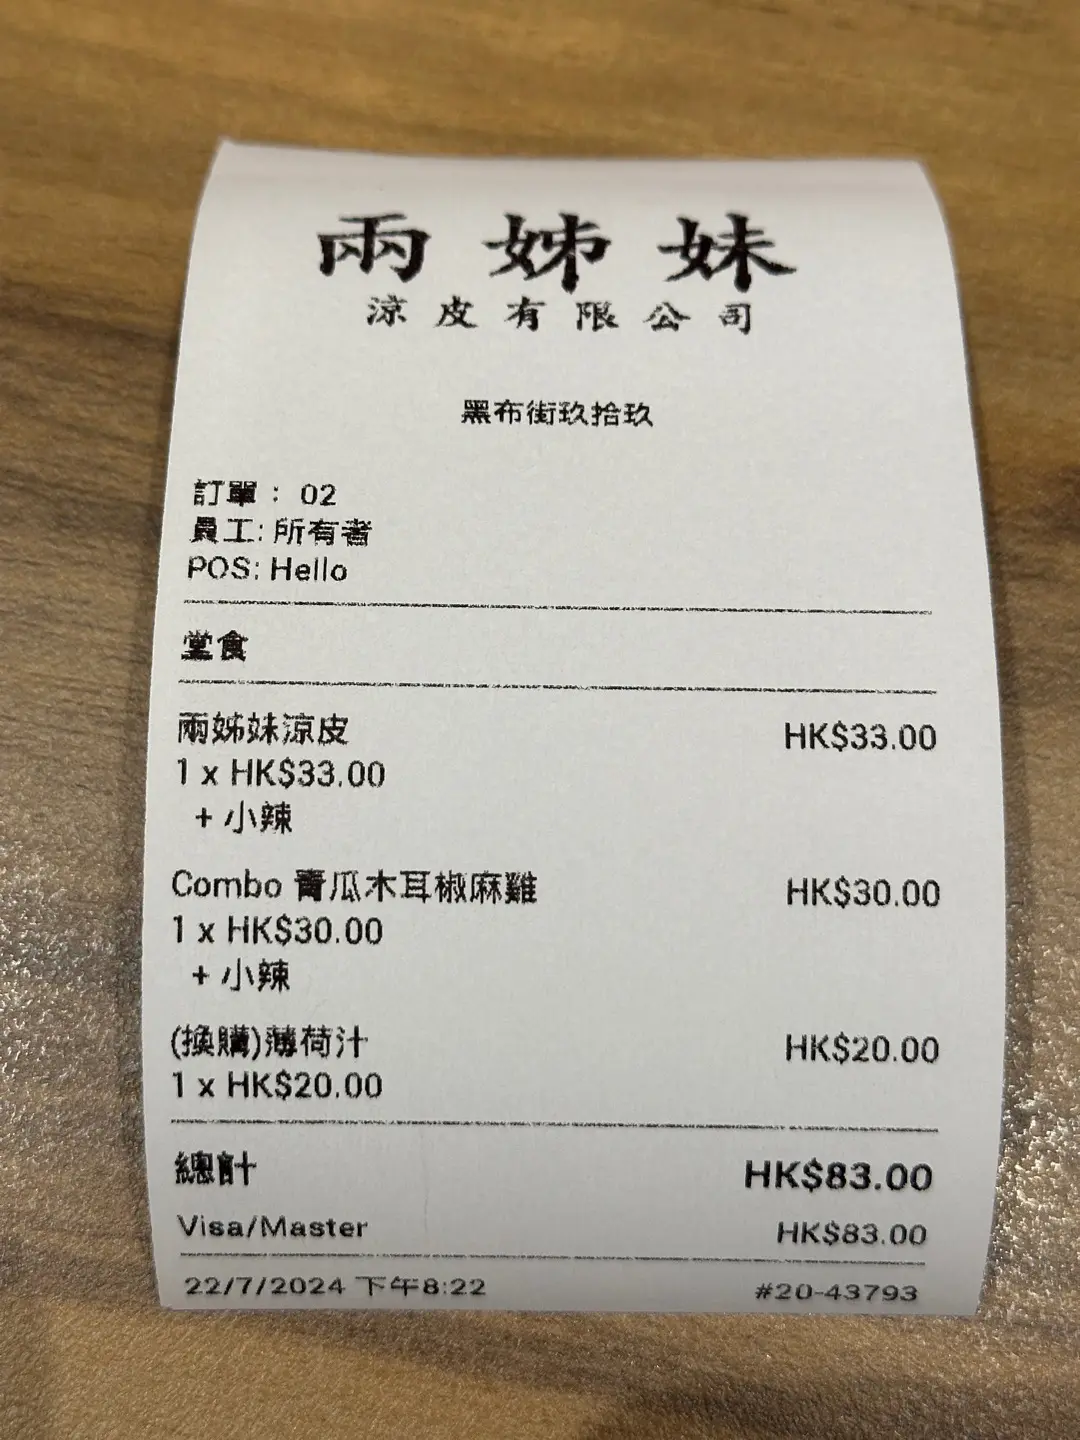 兩姊妹
涼皮有限公司
黑布街玖拾玖
訂單： 02
員工: 所有者
POS: Hello
堂食
兩姊妹涼皮 HK$33.00
1 x HK$33.00
+ 小辣
Combo 青瓜木耳椒麻雞 HK$30.00
1 x HK$30.00
+ 小辣
(換購)薄荷汁 HK$20.00
1 x HK$20.00
總計 HK$83.00
Visa/Master HK$83.00
22/7/2024 下午8:22 #20-43793